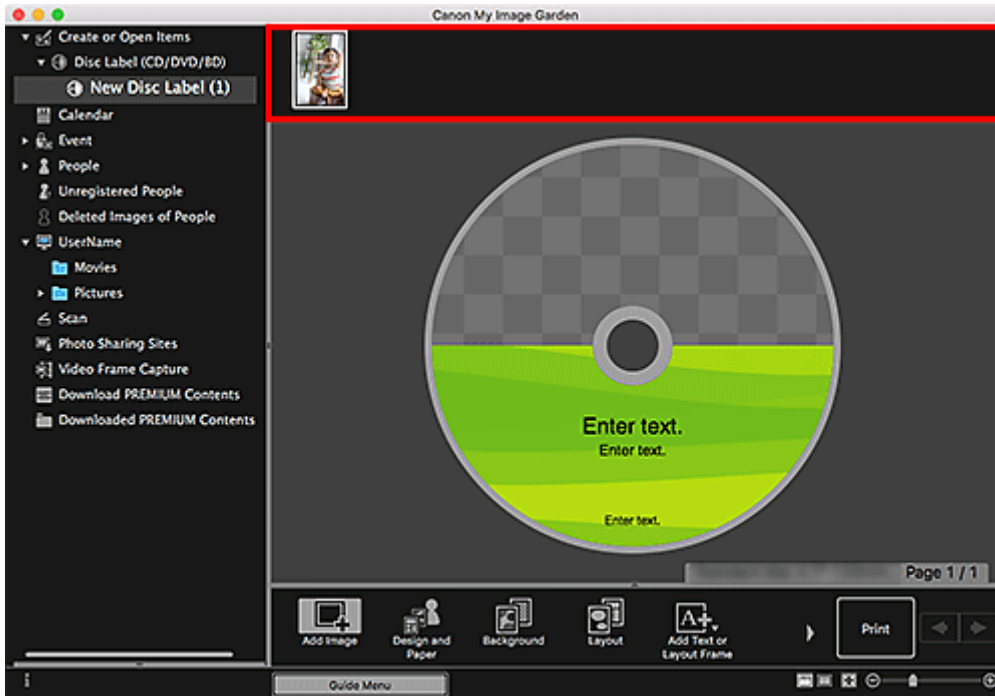 Canon My Image Garden
Create or Open Items
Disc Label (CD/DVD/BD)
New Disc Label (1)
Calendar
Event
People
Unregistered People
Deleted Images of People
UserName
Movies
Pictures
Scan
Photo Sharing Sites
Video Frame Capture
Download PREMIUM Contents
Downloaded PREMIUM Contents
Enter text.
Enter text.
Enter text.
Page 1 / 1
Add Image
Design and
Paper
Background
Layout
Add Text or
Layout Frame
Print
Guide Menu